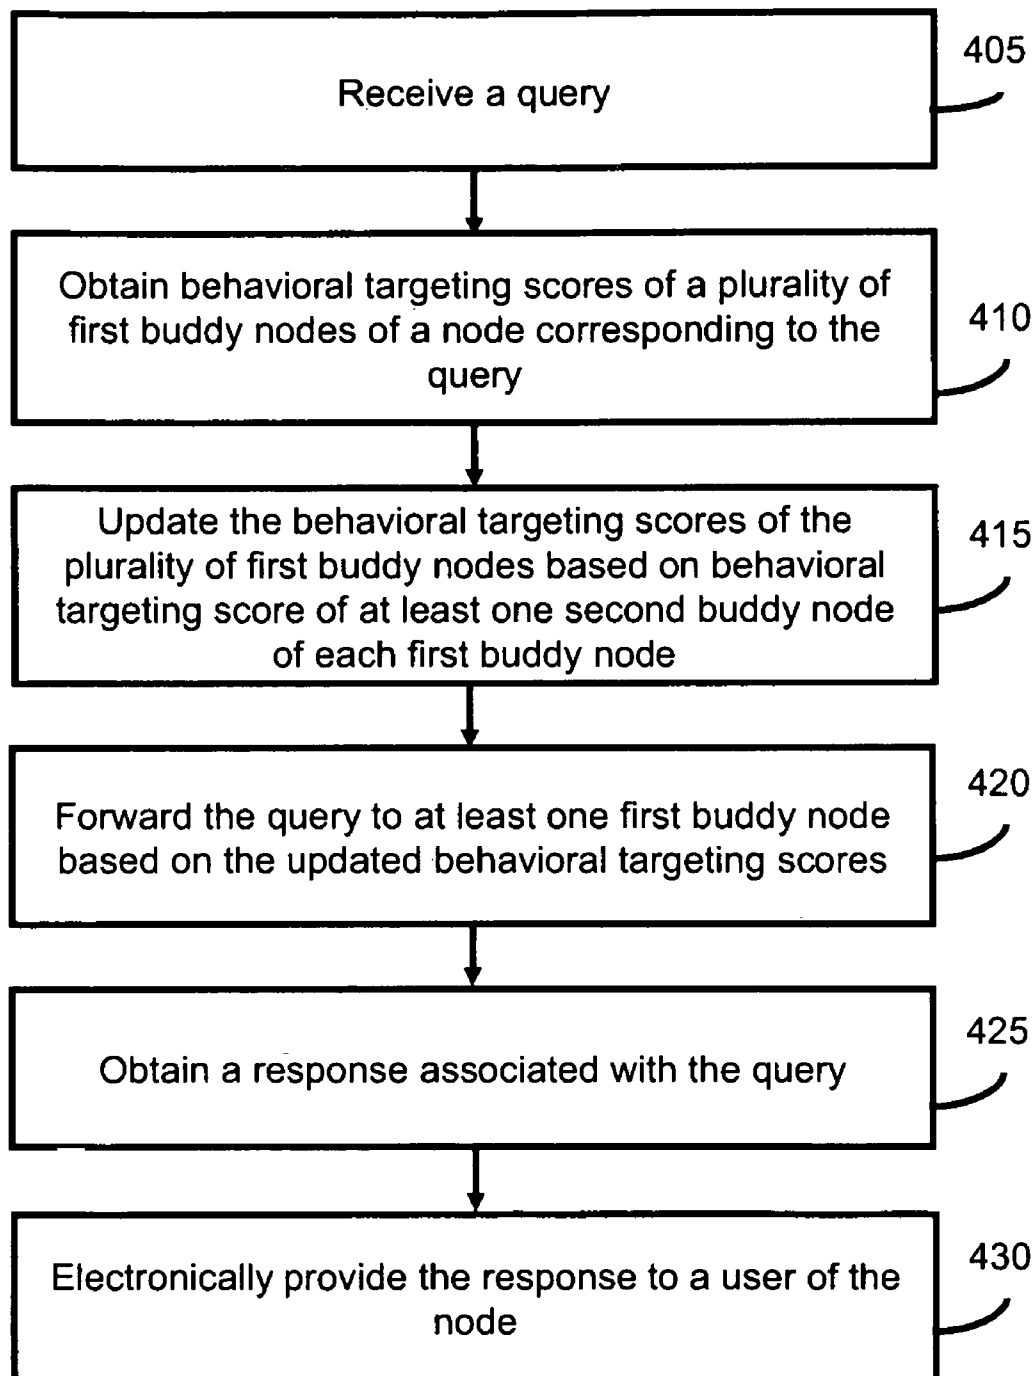 405
Receive a query
Obtain behavioral targeting scores of a plurality of
first buddy nodes of a node corresponding to the
query
410
Update the behavioral targeting scores of the
plurality of first buddy nodes based on behavioral
targeting score of at least one second buddy node
of each first buddy node
415
Forward the query to at least one first buddy node
based on the updated behavioral targeting scores
420
Obtain a response associated with the query
425
Electronically provide the response to a user of the
node
430